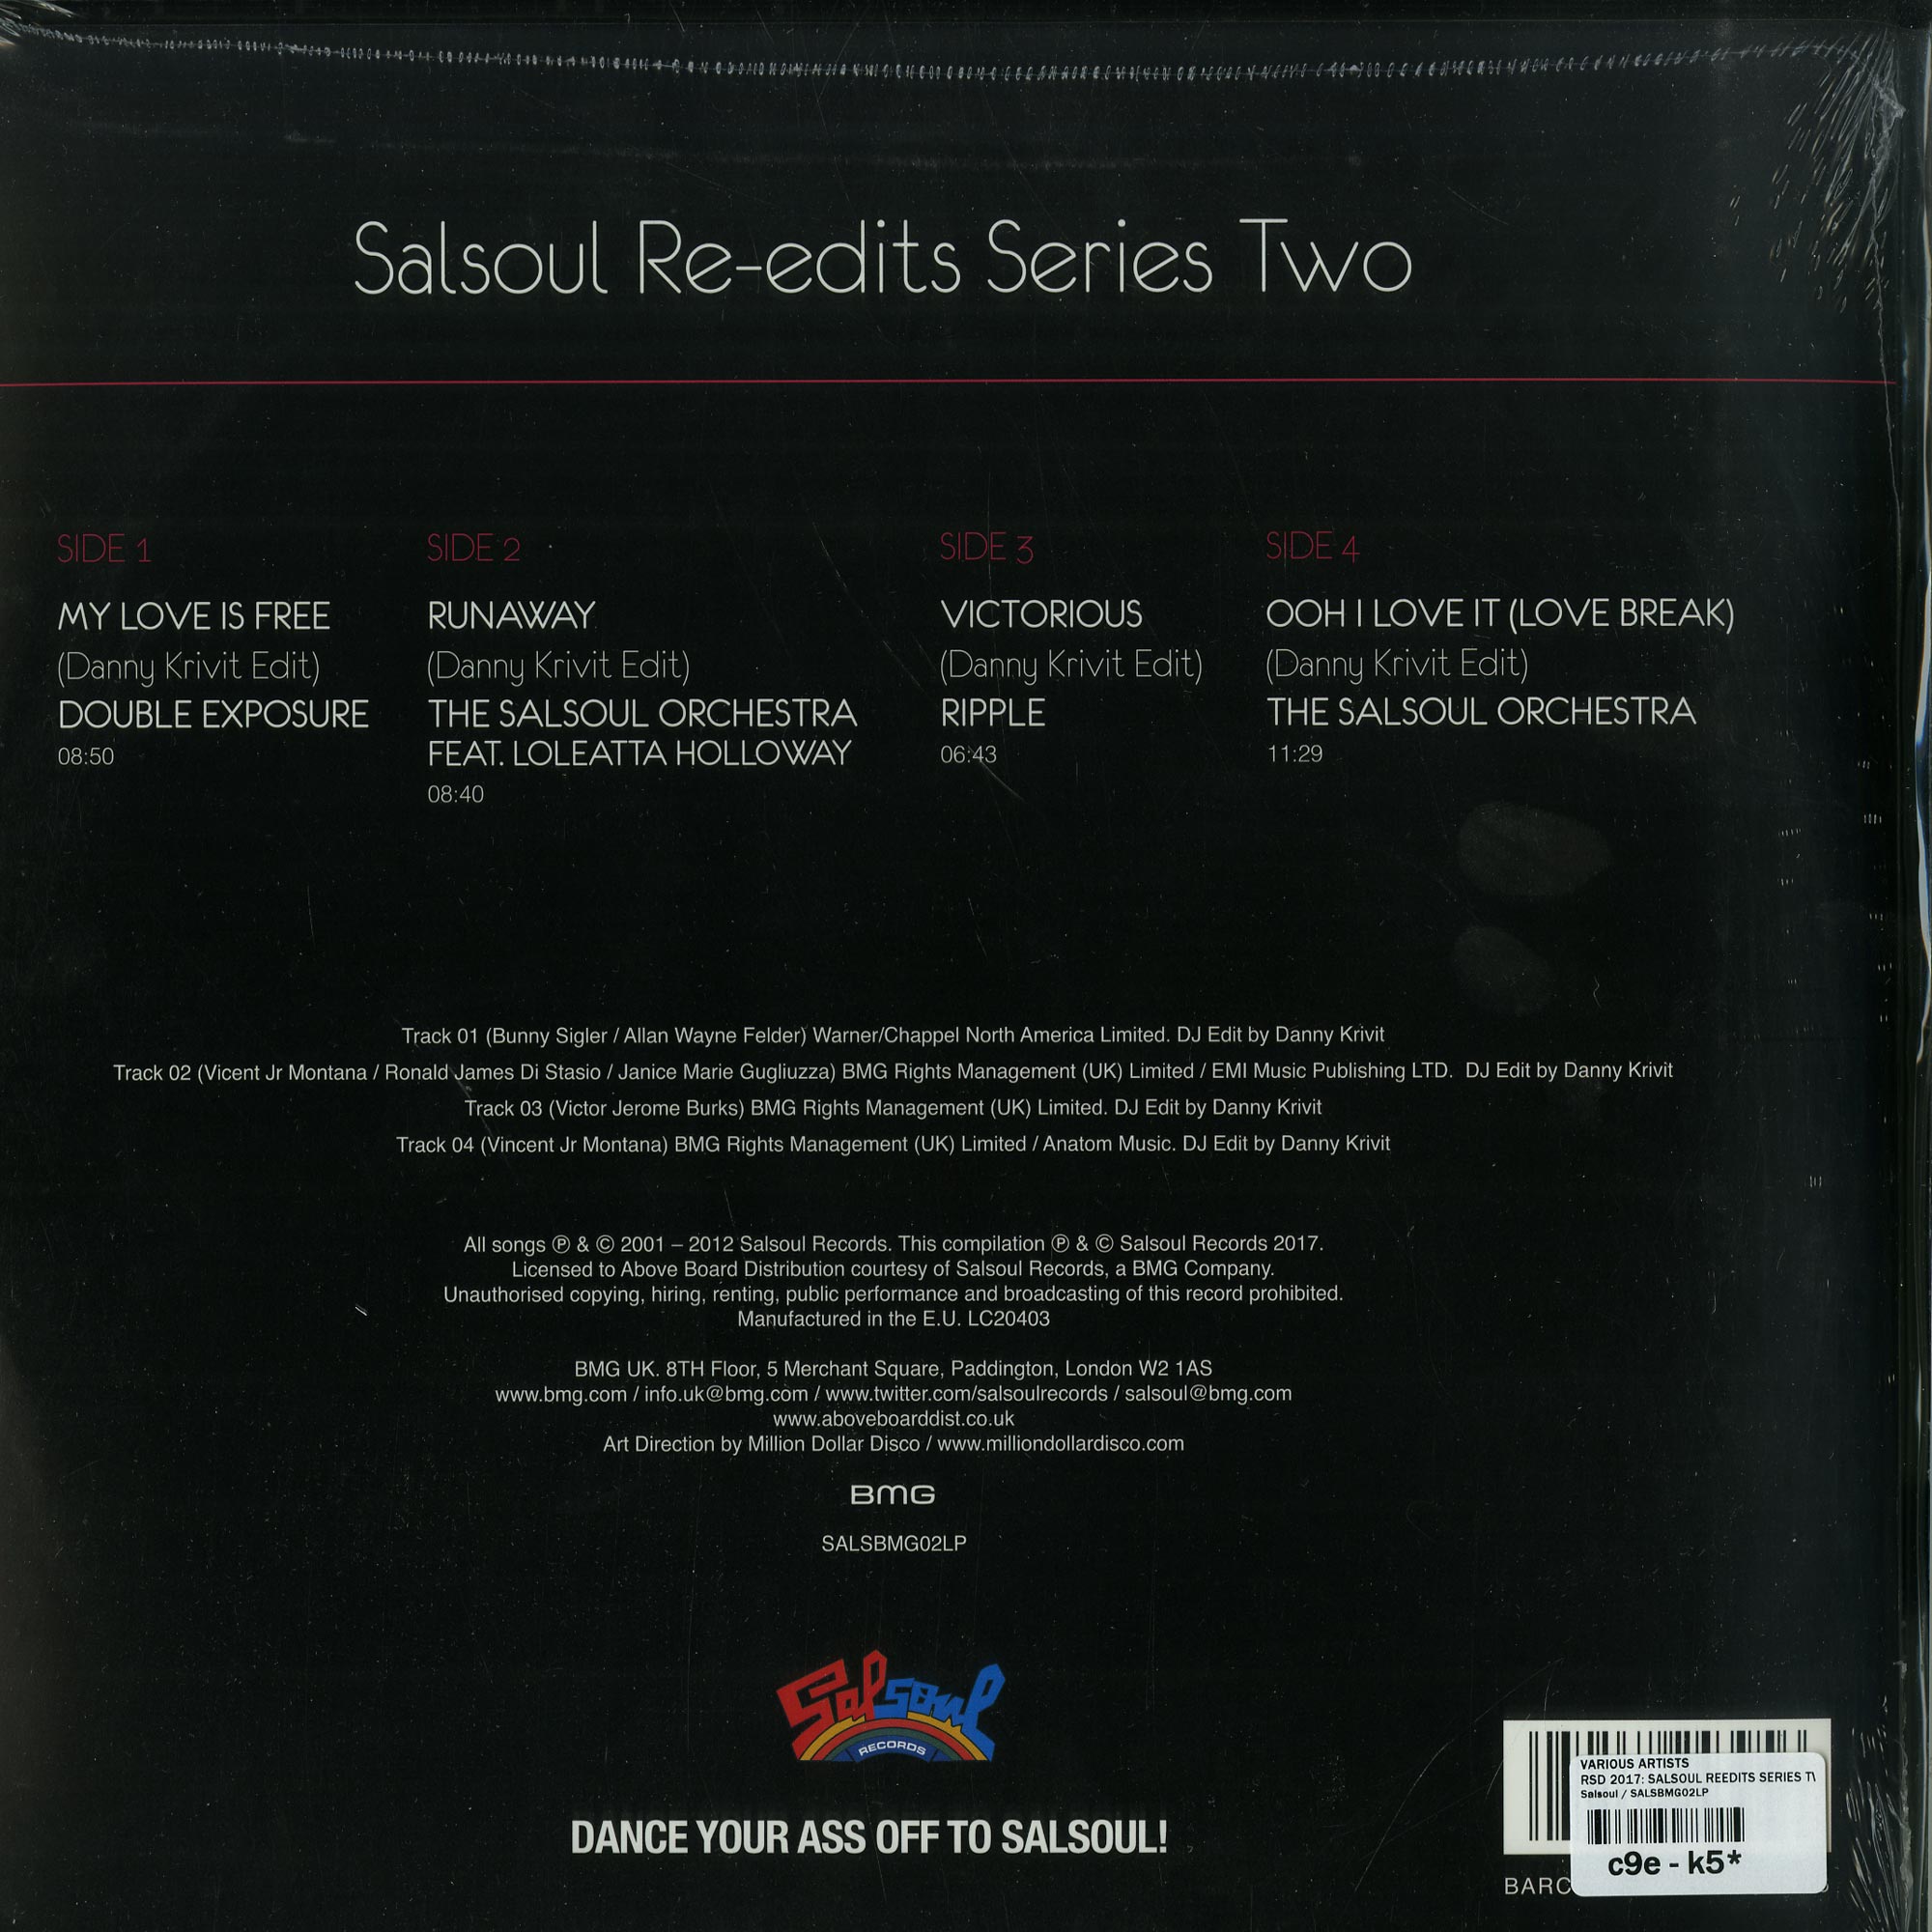 Salsoul Re-edits Series Two
SIDE 1
MY LOVE IS FREE
(Danny Krivit Edit)
DOUBLE EXPOSURE
08:50
SIDE 2
RUNAWAY
(Danny Krivit Edit)
THE SALSOUL ORCHESTRA
FEAT. LOLEATTA HOLLOWAY
08:40
SIDE 3
VICTORIOUS
(Danny Krivit Edit)
RIPPLE
06:43
SIDE 4
OOH I LOVE IT (LOVE BREAK)
(Danny Krivit Edit)
THE SALSOUL ORCHESTRA
11:29
Track 01 (Bunny Sigler / Allan Wayne Felder) Warner/Chappel North America Limited. DJ Edit by Danny Krivit
Track 02 (Vicent Jr Montana / Ronald James Di Stasio / Janice Marie Gugliuzza) BMG Rights Management (UK) Limited / EMI Music Publishing LTD. DJ Edit by Danny Krivit
Track 03 (Victor Jerome Burks) BMG Rights Management (UK) Limited. DJ Edit by Danny Krivit
Track 04 (Vincent Jr Montana) BMG Rights Management (UK) Limited / Anatom Music. DJ Edit by Danny Krivit
All songs ℗ & © 2001 – 2012 Salsoul Records. This compilation ℗ & © Salsoul Records 2017.
Licensed to Above Board Distribution courtesy of Salsoul Records, a BMG Company.
Unauthorised copying, hiring, renting, public performance and broadcasting of this record prohibited.
Manufactured in the E.U. LC20403
BMG UK. 8TH Floor, 5 Merchant Square, Paddington, London W2 1AS
www.bmg.com / info.uk@bmg.com / www.twitter.com/salsoulrecords / salsoul@bmg.com
www.aboveboarddist.co.uk
Art Direction by Million Dollar Disco / www.milliondollardisco.com
BMG
SALSBMG02LP
Salsoul
RECORDS
DANCE YOUR ASS OFF TO SALSOUL!
VARIOUS ARTISTS
RSD 2017: SALSOUL REEDITS SERIES
Salsoul / SALSBMG02LP
c9e - k5*
BARC